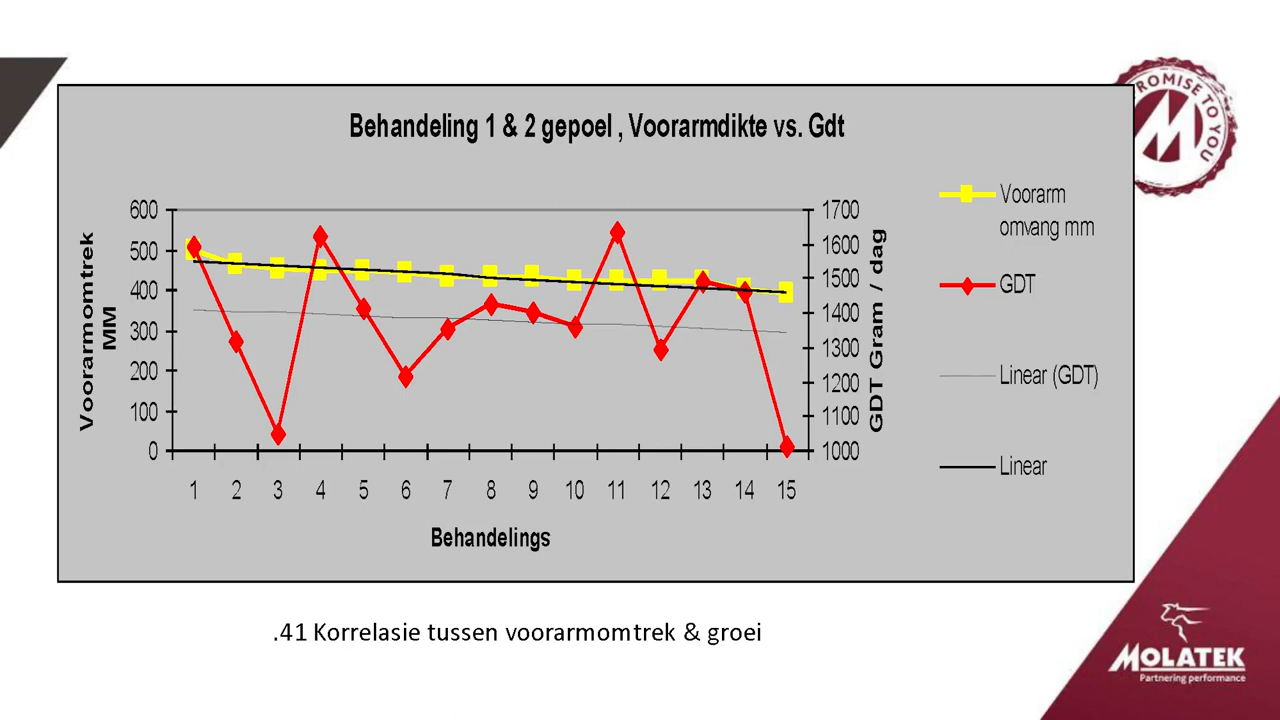 PROMISE TO YOU
Behandeling 1 & 2 gepoel , Voorarmdikte vs. Gdt
Voorarmomtrek
MM
600
500
400
300
200
100
0
1700
1600
1500
1400
1300
1200
1100
1000
GDT Gram / dag
1 2 3 4 5 6 7 8 9 10 11 12 13 14 15
Behandelings
Voorarm
omvang mm
GDT
Linear (GDT)
Linear
.41 Korrelasie tussen voorarmomtrek & groei
MOLATEK
Partnering performance